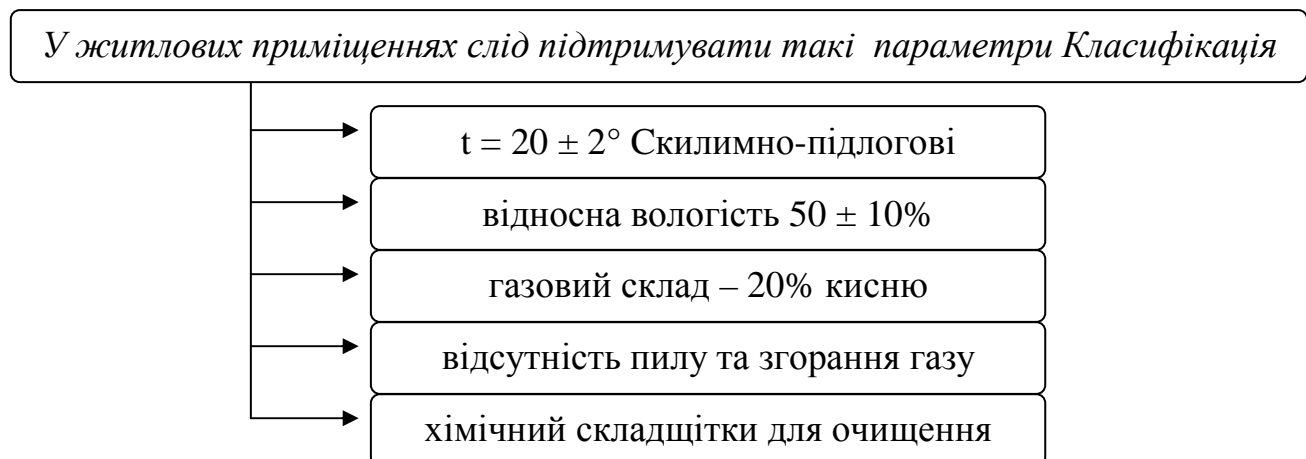 У житлових приміщеннях слід підтримувати такі параметри Класифікація
t = 20 ± 2° Скилимно-підлогові
відносна вологість 50 ± 10%
газовий склад – 20% кисню
відсутність пилу та згорання газу
хімічний складщітки для очищення